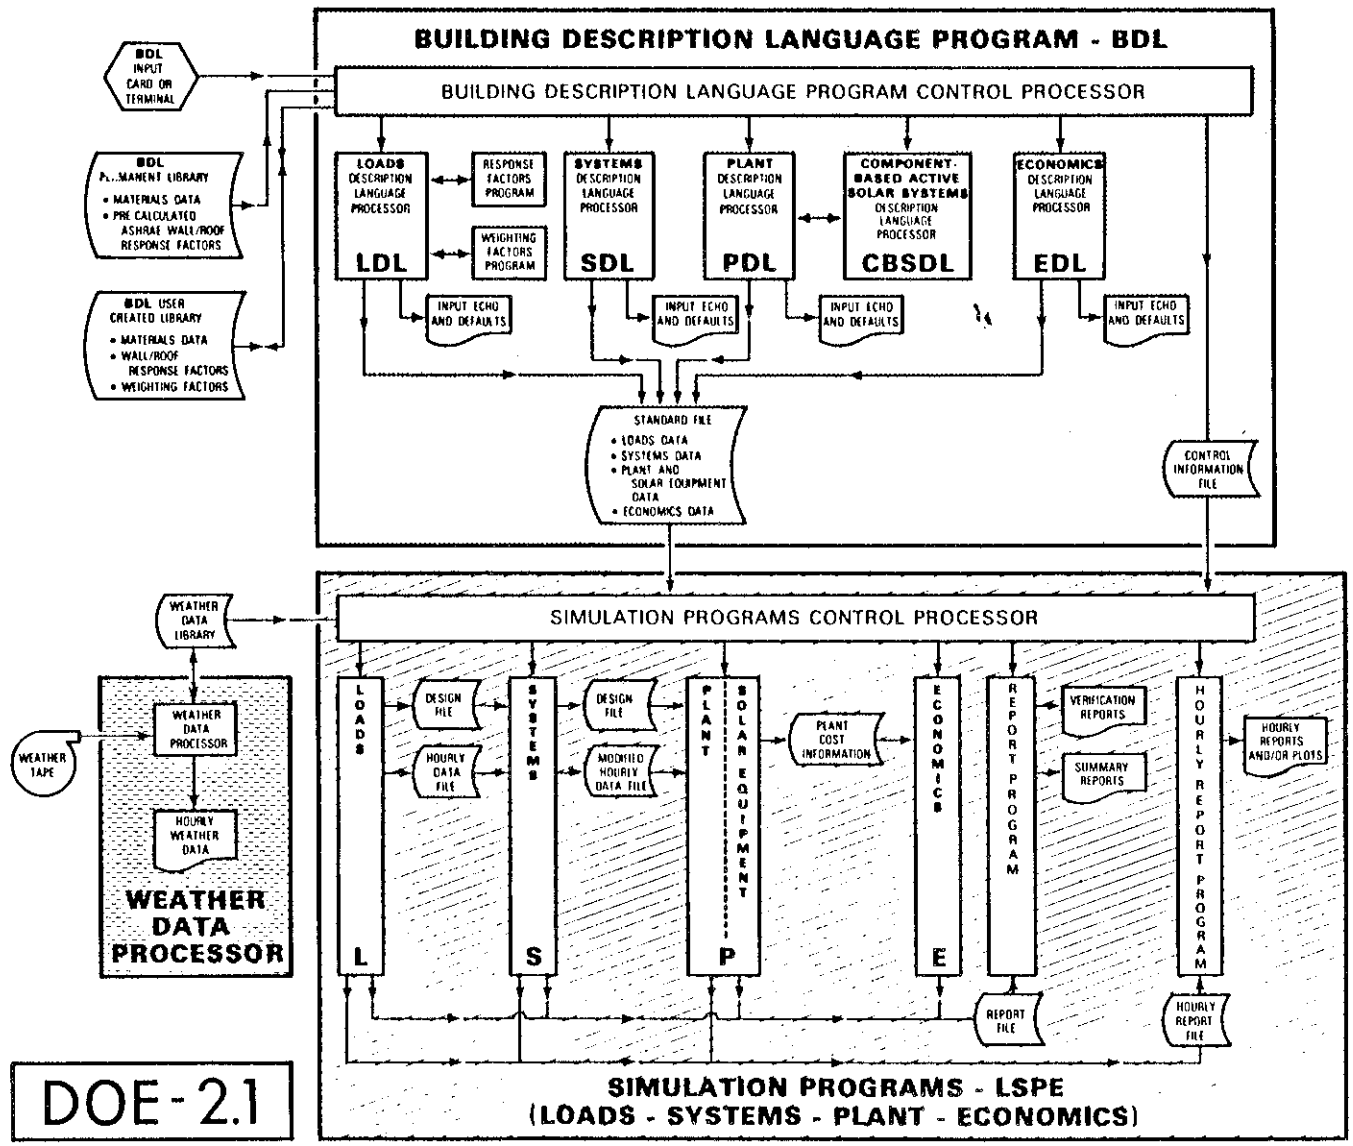 BUILDING DESCRIPTION LANGUAGE PROGRAM - BDL
BDL
INPUT
CARD OR
TERMINAL
BUILDING DESCRIPTION LANGUAGE PROGRAM CONTROL PROCESSOR
BDL
LIBRARY
• MATERIALS DATA
• PRE CALCULATED
ASHRAE WALL/ROOF
RESPONSE FACTORS
BDL USER
CREATED LIBRARY
• MATERIALS DATA
• WALL/ROOF
RESPONSE FACTORS
• WEIGHTING FACTORS
LOADS
DESCRIPTION
LANGUAGE
PROCESSOR
LDL
RESPONSE
FACTORS
PROGRAM
WEIGHTING
FACTORS
PROGRAM
SYSTEMS
DESCRIPTION
LANGUAGE
PROCESSOR
SDL
PLANT
DESCRIPTION
LANGUAGE
PROCESSOR
PDL
COMPONENT-
BASED ACTIVE
SOLAR SYSTEMS
DESCRIPTION
LANGUAGE
PROCESSOR
CBSDL
ECONOMICS
DESCRIPTION
LANGUAGE
PROCESSOR
EDL
INPUT ECHO
AND DEFAULTS
INPUT ECHO
AND DEFAULTS
INPUT ECHO
AND DEFAULTS
INPUT ECHO
AND DEFAULTS
STANDARD FILE
• LOADS DATA
• SYSTEMS DATA
• PLANT AND
SOLAR EQUIPMENT
DATA
• ECONOMICS DATA
CONTROL
INFORMATION
FILE
WEATHER
DATA
LIBRARY
SIMULATION PROGRAMS CONTROL PROCESSOR
WEATHER
DATA
PROCESSOR
WEATHER
TAPE
HOURLY
WEATHER
DATA
WEATHER
DATA
PROCESSOR
LOADS
L
DESIGN
FILE
HOURLY
DATA
FILE
SYSTEMS
S
DESIGN
FILE
MODIFIED
HOURLY
DATA FILE
PLANT
SOLAR EQUIPMENT
P
PLANT
COST
INFORMATION
ECONOMICS
E
REPORT PROGRAM
VERIFICATION
REPORTS
SUMMARY
REPORTS
HOURLY REPORT PROGRAM
HOURLY
REPORTS
AND/OR PLOTS
REPORT
FILE
HOURLY
REPORT
FILE
DOE-2.1
SIMULATION PROGRAMS - LSPE
(LOADS - SYSTEMS - PLANT - ECONOMICS)